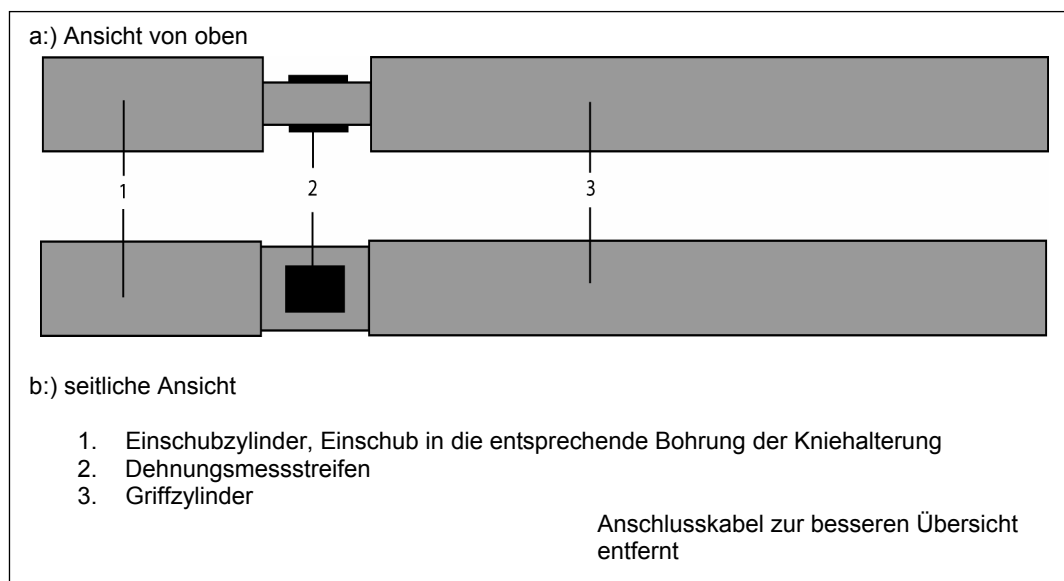 a:) Ansicht von oben
1 2 3
b:) seitliche Ansicht
1. Einschubzylinder, Einschub in die entsprechende Bohrung der Kniehalterung
2. Dehnungsmessstreifen
3. Griffzylinder
Anschlusskabel zur besseren Übersicht
entfernt